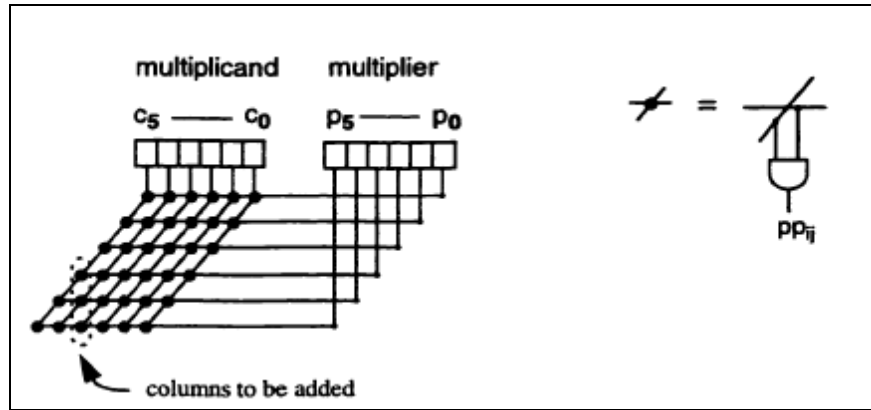 multiplicand multiplier
c5 c0 p5 p0
=
ppij
columns to be added